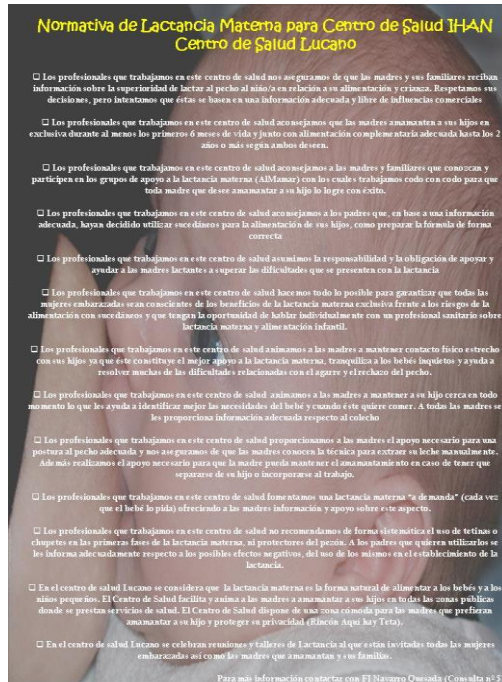 Normativa de Lactancia Materna para Centro de Salud IHAN
Centro de Salud Lucano
❑ Los profesionales que trabajamos en este centro de salud nos aseguramos de que las madres y sus familiares reciban
información sobre la superioridad de lactar al pecho al niño/a en relación a su alimentación y crianza. Respetamos sus
decisiones, pero intentamos que éstas se basen en una información adecuada y libre de influencias comerciales
❑ Los profesionales que trabajamos en este centro de salud aconsejamos que las madres amamanten a sus hijos en
exclusiva durante al menos los primeros 6 meses de vida y junto con alimentación complementaria adecuada hasta los 2
años o más según ambos deseen.
❑ Los profesionales que trabajamos en este centro de salud aconsejamos a las madres y familiares que conozcan y
participen en los grupos de apoyo a la lactancia materna (AlMamar) con los cuales trabajamos codo con codo para que
toda madre que desee amamantar a su hijo lo logre con éxito.
❑ Los profesionales que trabajamos en este centro de salud aconsejamos a los padres que, en base a una información
adecuada, hayan decidido utilizar sucedáneos para la alimentación de sus hijos, como preparar la fórmula de forma
correcta
❑ Los profesionales que trabajamos en este centro de salud asumimos la responsabilidad y la obligación de apoyar y
ayudar a las madres lactantes a superar las dificultades que se presenten con la lactancia
❑ Los profesionales que trabajamos en este centro de salud hacemos todo lo posible para garantizar que todas las
mujeres embarazadas sean conscientes de los beneficios de la lactancia materna exclusiva frente a los riesgos de la
alimentación con sucedáneos y que tengan la oportunidad de hablar individualmente con un profesional sanitario sobre
lactancia materna y alimentación infantil.
❑ Los profesionales que trabajamos en este centro de salud animamos a las madres a mantener contacto físico estrecho
con sus hijos ya que éste constituye el mejor apoyo a la lactancia materna, tranquiliza a los bebés inquietos y ayuda a
resolver muchas de las dificultades relacionadas con el agarre y el rechazo del pecho.
❑ Los profesionales que trabajamos en este centro de salud animamos a las madres a mantener a su hijo cerca en todo
momento lo que les ayuda a identificar mejor las necesidades del bebé y cuando éste quiere comer. A todas las madres se
les proporciona información adecuada respecto al colecho
❑ Los profesionales que trabajamos en este centro de salud proporcionamos a las madres el apoyo necesario para una
postura al pecho adecuada y nos aseguramos de que las madres conocen la técnica para extraer su leche manualmente.
Además realizamos el apoyo necesario para que la madre pueda mantener el amamantamiento en caso de tener que
separarse de su hijo o incorporarse al trabajo.
❑ Los profesionales que trabajamos en este centro de salud fomentamos una lactancia materna "a demanda" (cada vez
que el bebé lo pida) ofreciendo a las madres información y apoyo sobre este aspecto.
❑ Los profesionales que trabajamos en este centro de salud no recomendamos de forma sistemática el uso de tetinas o
chupetes en las primeras fases de la lactancia materna, ni protectores del pezón. A los padres que quieren utilizarlos se
les informa adecuadamente respecto a los posibles efectos negativos, del uso de los mismos en el establecimiento de la
lactancia.
❑ En el centro de salud Lucano se considera que la lactancia materna es la forma natural de alimentar a los bebés y a los
niños pequeños. El Centro de Salud facilita y anima a las madres a amamantar a sus hijos en todas las zonas públicas
donde se prestan servicios de salud. El Centro de Salud dispone de una zona cómoda para las madres que prefieran
amamantar a su hijo y proteger su privacidad (Rincón Aquí hay Teta).
❑ En el centro de salud Lucano se celebran reuniones y talleres de Lactancia al que están invitadas todas las mujeres
embarazadas así como las madres que amamantan y sus familias.
Para más información contactar con FI Navarro Quesada (Consulta nº3